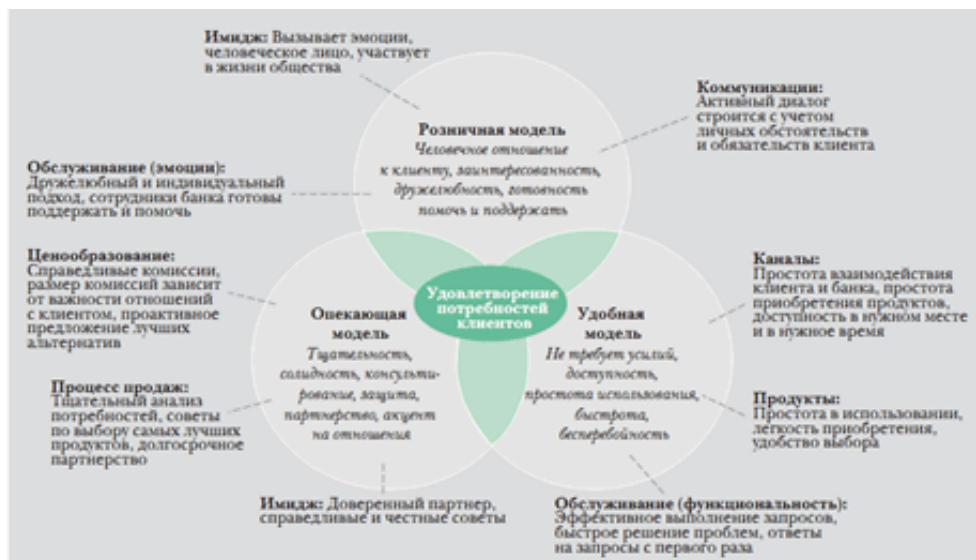 Имидж: Вызывает эмоции,
человеческое лицо, участвует
в жизни общества
Коммуникации:
Активный диалог
строится с учетом
личных обстоятельств
и обязательств клиента
Розничная модель
Человечное отношение
к клиенту, заинтересованность,
дружелюбность, готовность
помочь и поддержать
Обслуживание (эмоции):
Дружелюбный и индивидуальный
подход, сотрудники банка готовы
поддержать и помочь
Ценообразование:
Справедливые комиссии,
размер комиссий зависит
от важности отношений
с клиентом, проактивное
предложение лучших
альтернатив
Удовлетворение
потребностей
клиентов
Каналы:
Простота взаимодействия
клиента и банка, простота
приобретения продуктов,
доступность в нужном месте
и в нужное время
Опекающая
модель
Тщательность,
солидность, консульти-
рование, защита,
партнерство, акцент
на отношения
Удобная
модель
Не требует усилий,
доступность,
простота использования,
быстрота,
бесперебойность
Процесс продаж:
Тщательный анализ
потребностей, советы
по выбору самых лучших
продуктов, долгосрочное
партнерство
Продукты:
Простота в использовании,
легкость приобретения,
удобство выбора
Имидж: Доверенный партнер,
справедливые и честные советы
Обслуживание (функциональность):
Эффективное выполнение запросов,
быстрое решение проблем, ответы
на запросы с первого раза